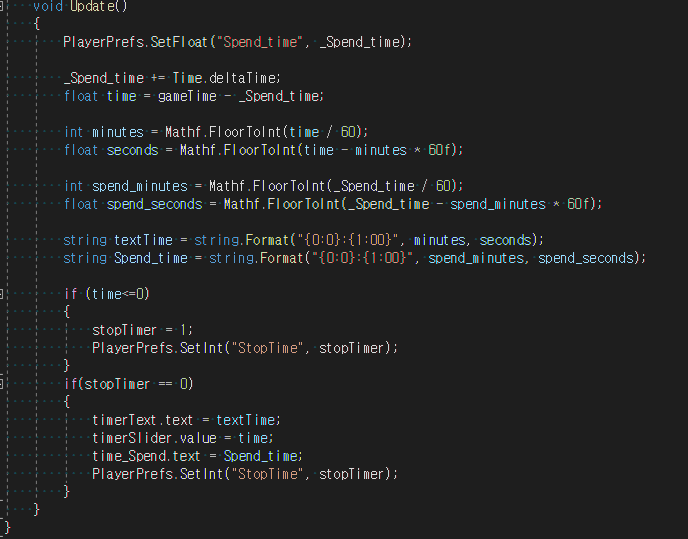 void Update()
{
PlayerPrefs.SetFloat("Spend_time", _Spend_time);
_Spend_time += Time.deltaTime;
float time = gameTime - _Spend_time;
int minutes = Mathf.FloorToInt(time / 60);
float seconds = Mathf.FloorToInt(time - minutes * 60f);
int spend_minutes = Mathf.FloorToInt(_Spend_time / 60);
float spend_seconds = Mathf.FloorToInt(_Spend_time - spend_minutes * 60f);
string textTime = string.Format("{0:0}:{1:00}", minutes, seconds);
string Spend_time = string.Format("{0:0}:{1:00}", spend_minutes, spend_seconds);
if (time<=0)
{
stopTimer = 1;
PlayerPrefs.SetInt("StopTime", stopTimer);
}
if(stopTimer == 0)
{
timerText.text = textTime;
timerSlider.value = time;
time_Spend.text = Spend_time;
PlayerPrefs.SetInt("StopTime", stopTimer);
}
}
}